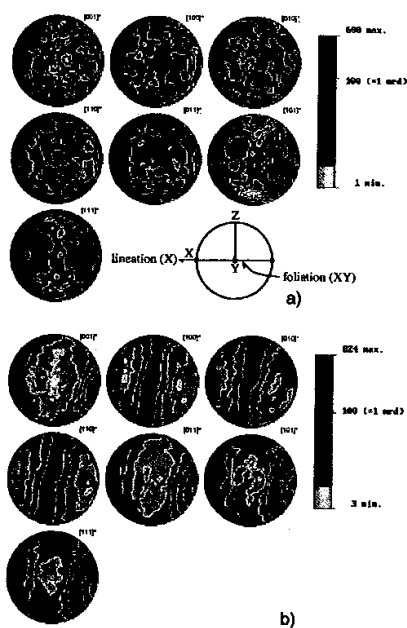 [001]* [100]* [010]*
600 max.
100 (=1 mrd)
1 min.
[110]* [011]* [101]*
[111]*
Z
X
lineation (X)
Y
foliation (XY)
a)
[001]* [100]* [010]*
824 max.
100 (=1 mrd)
3 min.
[110]* [011]* [101]*
[111]*
b)